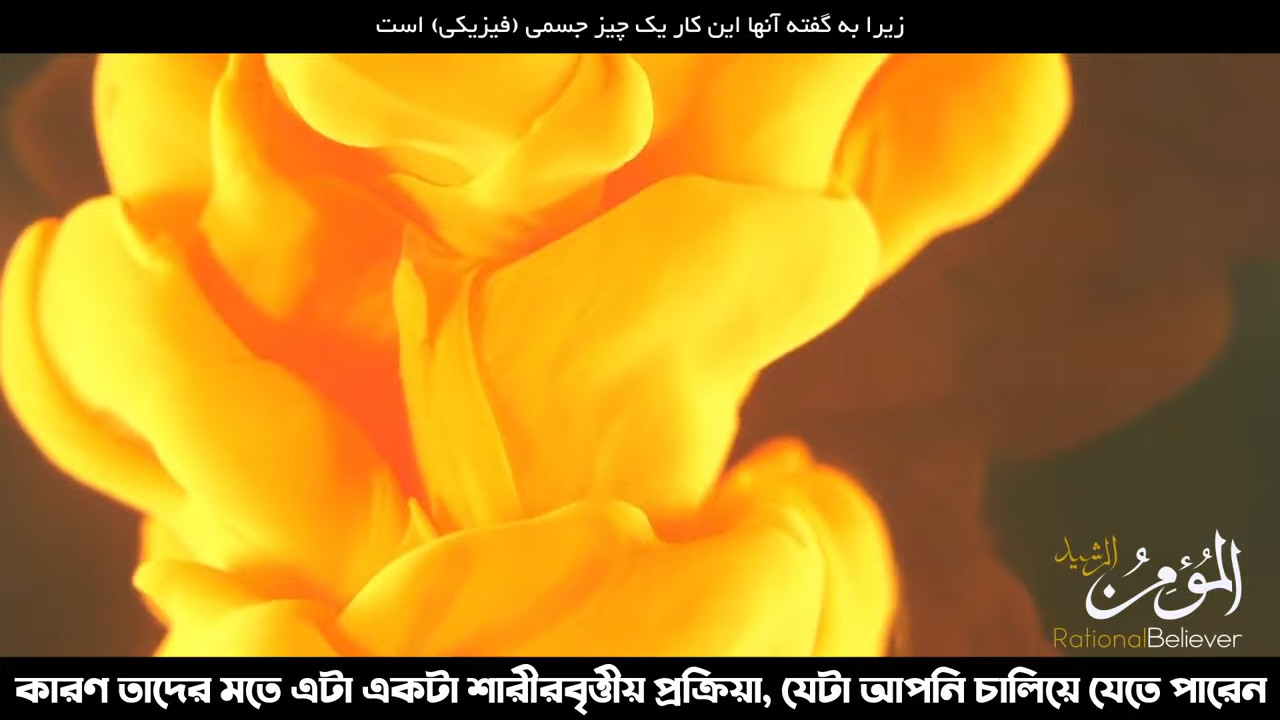 زیرا به گفته آنها این کار یک چیز جسمی (فیزیکی) است
المؤمن الرشيد
RationalBeliever
কারণ তাদের মতে এটা একটা শারীরবৃত্তীয় প্রক্রিয়া, যেটা আপনি চালিয়ে যেতে পারেন